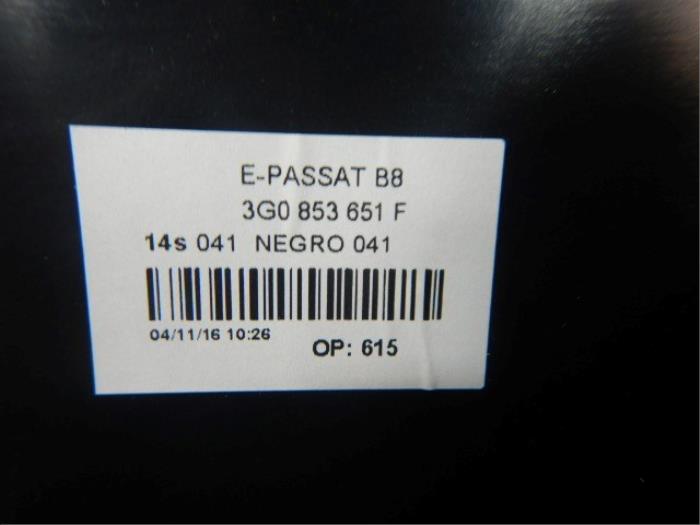 E-PASSAT B8
3G0 853 651 F
14s 041 NEGRO 041
04/11/16 10:26
OP: 615